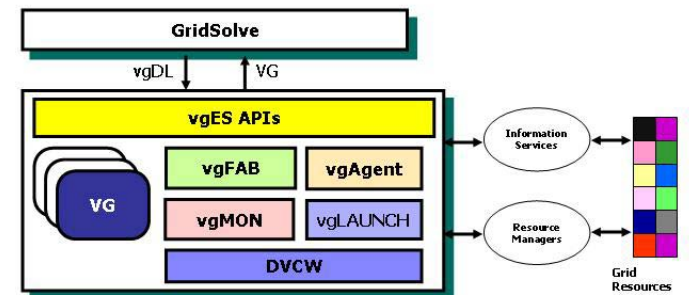 GridSolve
vgDL
VG
vgES APIs
Information
Services
vgFAB
vgAgent
VG
vgMON
vgLAUNCH
Resource
Managers
DVCW
Grid
Resources